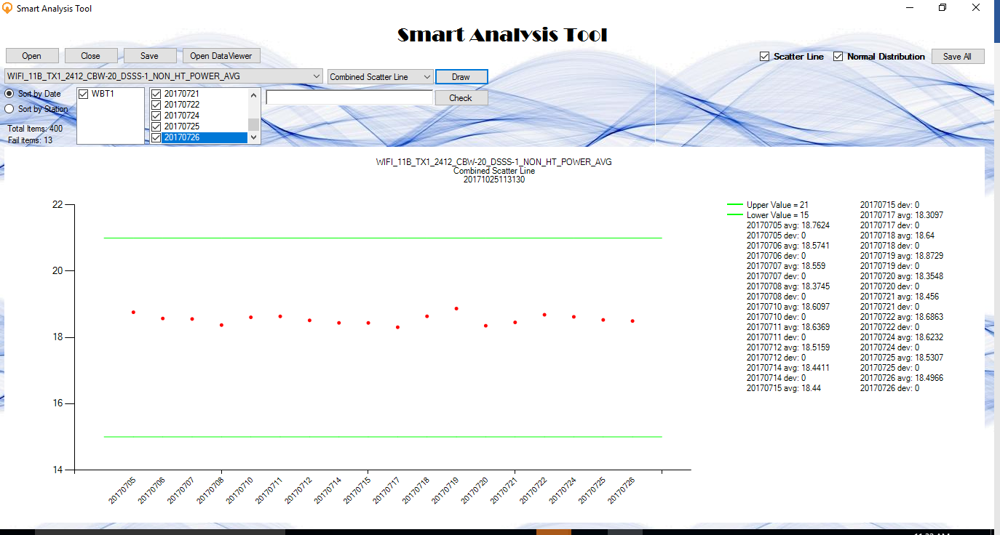 Smart Analysis Tool
Smart Analysis Tool
Open Close Save Open DataViewer Scatter Line Normal Distribution Save All
WIFI_11B_TX1_2412_CBW-20_DSSS-1_NON_HT_POWER_AVG Combined Scatter Line Draw
Sort by Date WBT1 20170721
Check
20170722
Sort by Station
20170724
Total Items: 400 20170725
Fail items: 13 20170726
WIFI_11B_TX1_2412_CBW-20_DSSS-1_NON_HT_POWER_AVG
Combined Scatter Line
20171025113130
22
20
18
16
14
20170705 20170706 20170707 20170708 20170710 20170711 20170712 20170714 20170715 20170717 20170718 20170719 20170720 20170721 20170722 20170724 20170725 20170726
Upper Value = 21
Lower Value = 15
20170705 avg: 18.7624
20170705 dev: 0
20170706 avg: 18.5741
20170706 dev: 0
20170707 avg: 18.559
20170707 dev: 0
20170708 avg: 18.3745
20170708 dev: 0
20170710 avg: 18.6097
20170710 dev: 0
20170711 avg: 18.6369
20170711 dev: 0
20170712 avg: 18.5159
20170712 dev: 0
20170714 avg: 18.4411
20170714 dev: 0
20170715 avg: 18.44
20170715 dev: 0
20170717 avg: 18.3097
20170717 dev: 0
20170718 avg: 18.64
20170718 dev: 0
20170719 avg: 18.8729
20170719 dev: 0
20170720 avg: 18.3548
20170720 dev: 0
20170721 avg: 18.456
20170721 dev: 0
20170722 avg: 18.6863
20170722 dev: 0
20170724 avg: 18.6232
20170724 dev: 0
20170725 avg: 18.5307
20170725 dev: 0
20170726 avg: 18.4966
20170726 dev: 0